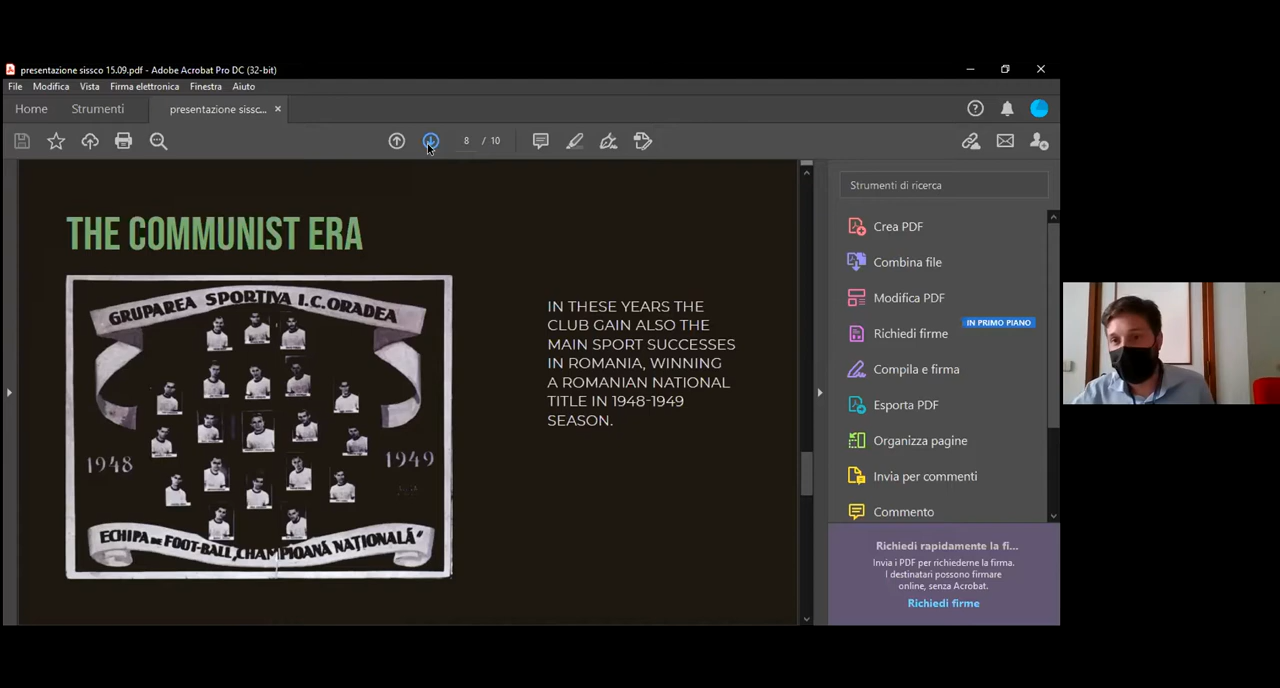 presentazione sissco 15.09.pdf - Adobe Acrobat Pro DC (32-bit)
File Modifica Vista Firma elettronica Finestra Aiuto
Home Strumenti presentazione sissc... ×
8 / 10
THE COMMUNIST ERA
GRUPAREA SPORTIVA I.C.ORADEA
1948 1949
ECHIPA DE FOOT-BALL „CHAMPIOANĂ NAȚIONALĂ"
IN THESE YEARS THE
CLUB GAIN ALSO THE
MAIN SPORT SUCCESSES
IN ROMANIA, WINNING
A ROMANIAN NATIONAL
TITLE IN 1948-1949
SEASON.
Strumenti di ricerca
Crea PDF
Combina file
Modifica PDF
IN PRIMO PIANO
Richiedi firme
Compila e firma
Esporta PDF
Organizza pagine
Invia per commenti
Commento
Richiedi rapidamente la fi...
Invia i PDF per richiederne la firma.
I destinatari possono firmare
online, senza Acrobat.
Richiedi firme